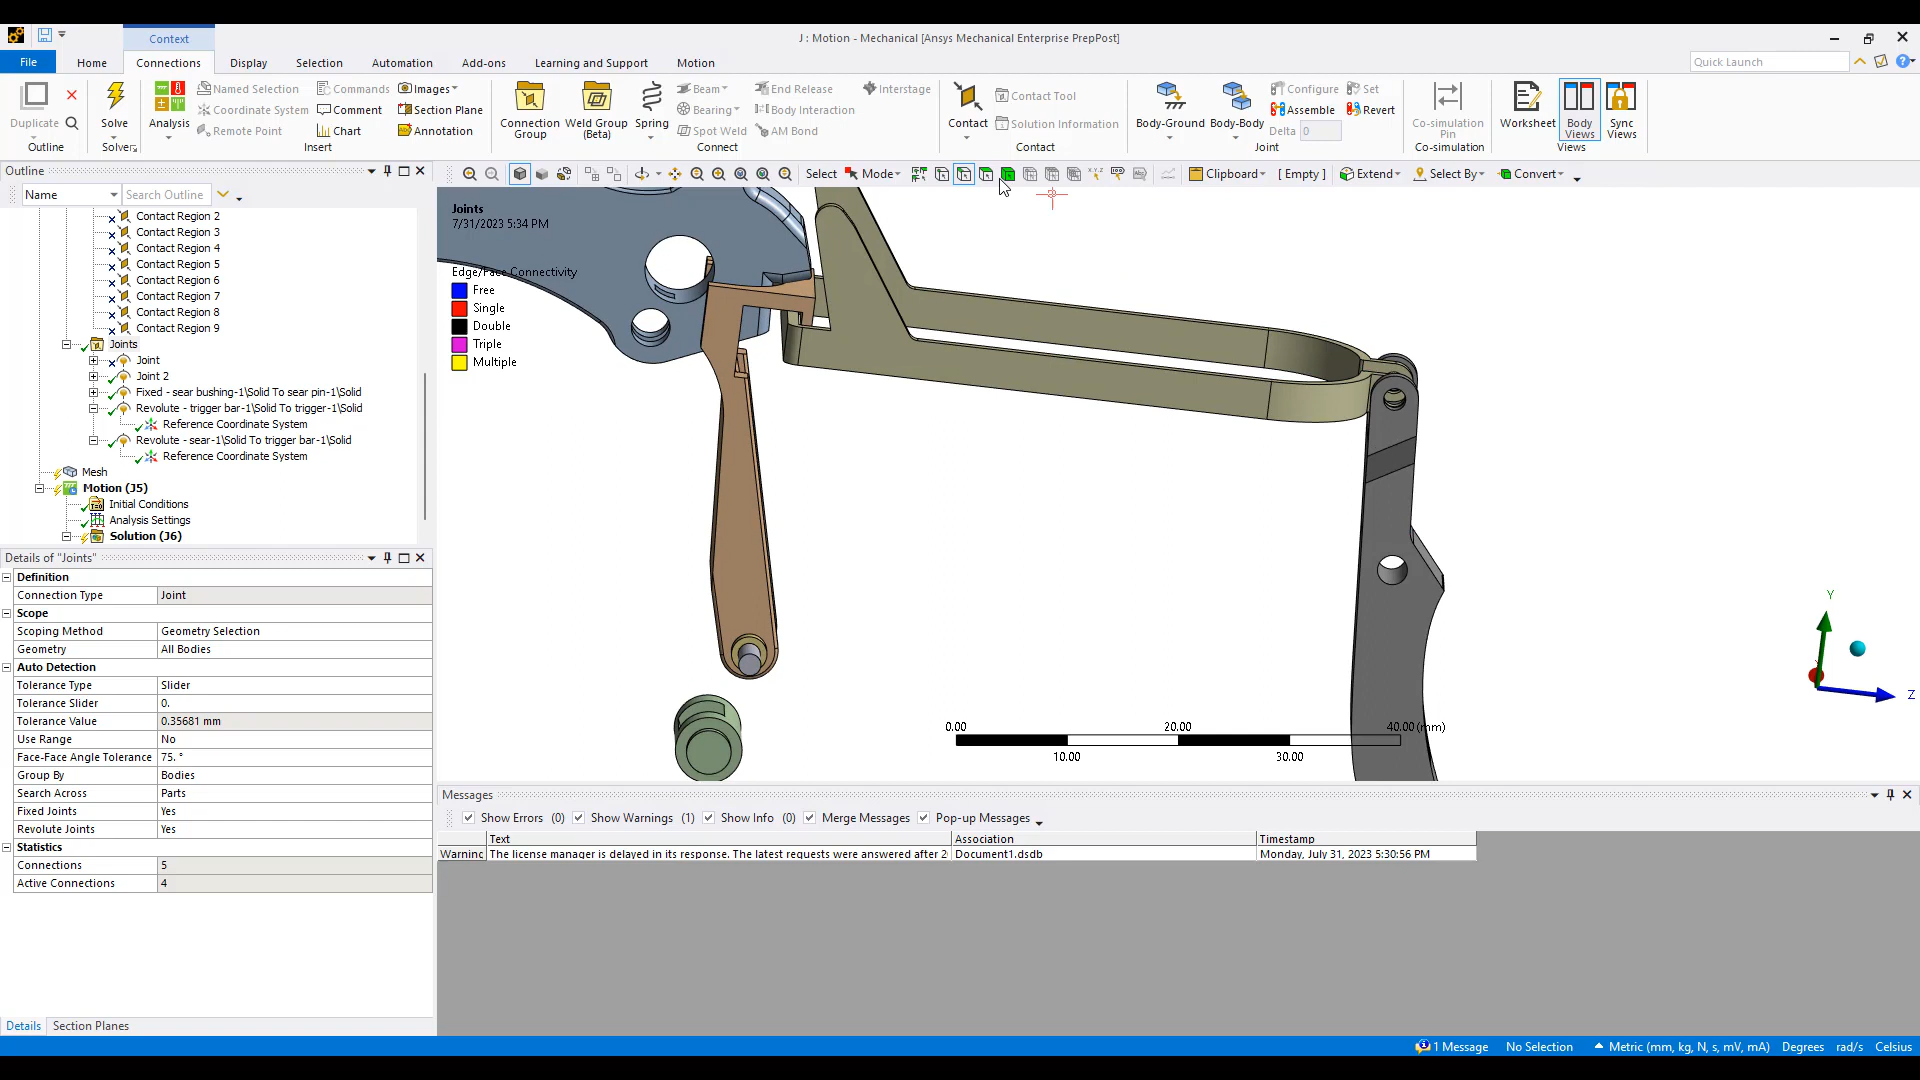 Context
J : Motion - Mechanical [Ansys Mechanical Enterprise PrepPost]
File Home Connections Display Selection Automation Add-ons Learning and Support Motion Quick Launch
Duplicate Solve Analysis Named Selection Commands Images
Coordinate System Comment Section Plane
Remote Point Chart Annotation
Outline Solver Insert
Connection Group Weld Group (Beta) Spring Beam End Release Interstage
Bearing Body Interaction
Spot Weld AM Bond
Connect
Contact Contact Tool
Solution Information
Contact
Body-Ground Body-Body Configure Set
Assemble Revert
Delta 0
Joint
Co-simulation Pin
Co-simulation
Worksheet Body Views Sync Views
Views
Outline
Name Search Outline
Select Mode Clipboard [ Empty ] Extend Select By Convert
Contact Region 2
Contact Region 3
Contact Region 4
Contact Region 5
Contact Region 6
Contact Region 7
Contact Region 8
Contact Region 9
Joints
Joint
Joint 2
Fixed - sear bushing-1\Solid To sear pin-1\Solid
Revolute - trigger bar-1\Solid To trigger-1\Solid
Reference Coordinate System
Revolute - sear-1\Solid To trigger bar-1\Solid
Reference Coordinate System
Mesh
Motion (J5)
Initial Conditions
Analysis Settings
Solution (J6)
Details of "Joints"
Definition
Connection Type Joint
Scope
Scoping Method Geometry Selection
Geometry All Bodies
Auto Detection
Tolerance Type Slider
Tolerance Slider 0.
Tolerance Value 0.35681 mm
Use Range No
Face-Face Angle Tolerance 75. °
Group By Bodies
Search Across Parts
Fixed Joints Yes
Revolute Joints Yes
Statistics
Connections 5
Active Connections 4
Details Section Planes
Joints
7/31/2023 5:34 PM
Edge/Face Connectivity
Free
Single
Double
Triple
Multiple
0.00 20.00 40.00 (mm)
10.00 30.00
Y
Z
Messages
Show Errors (0) Show Warnings (1) Show Info (0) Merge Messages Pop-up Messages
Text Association Timestamp
Warninc The license manager is delayed in its response. The latest requests were answered after 2 Document1.dsdb Monday, July 31, 2023 5:30:56 PM
1 Message No Selection Metric (mm, kg, N, s, mV, mA) Degrees rad/s Celsius